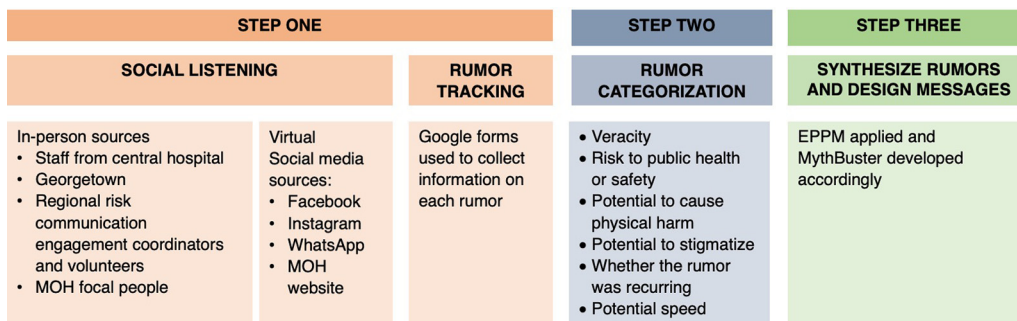 STEP ONE
STEP TWO
STEP THREE
SOCIAL LISTENING
RUMOR
TRACKING
RUMOR
CATEGORIZATION
SYNTHESIZE RUMORS
AND DESIGN MESSAGES
In-person sources
• Staff from central hospital
• Georgetown
• Regional risk
communication
engagement coordinators
and volunteers
• MOH focal people
Virtual
Social media
sources:
• Facebook
• Instagram
• WhatsApp
• MOH
website
Google forms
used to collect
information on
each rumor
• Veracity
• Risk to public health
or safety
• Potential to cause
physical harm
• Potential to stigmatize
• Whether the rumor
was recurring
• Potential speed
EPPM applied and
MythBuster developed
accordingly